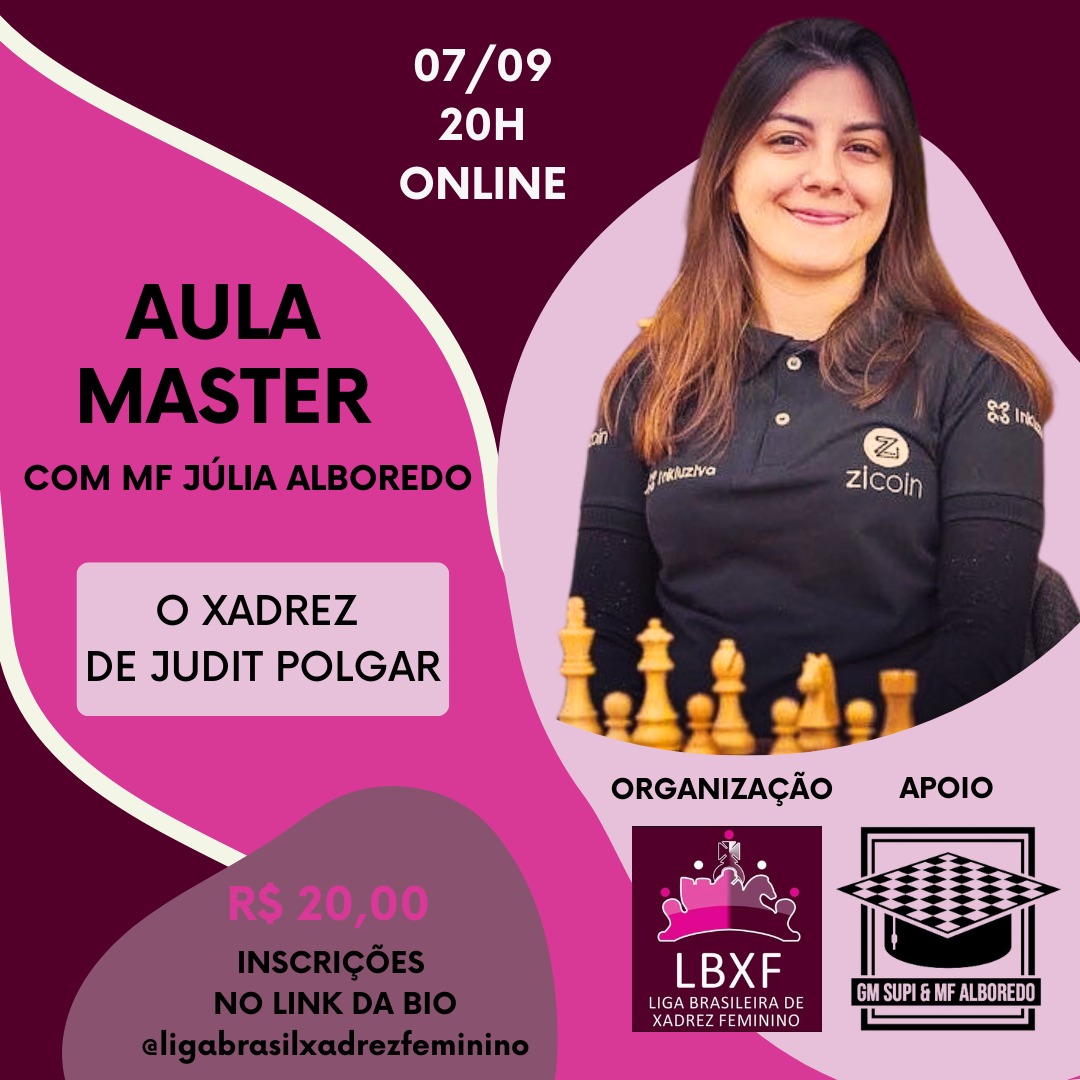 07/09
20H
ONLINE
AULA
MASTER
COM MF JÚLIA ALBOREDO
O XADREZ
DE JUDIT POLGAR
inkluziva
zicoin
ORGANIZAÇÃO
APOIO
LBXF
LIGA BRASILEIRA DE
XADREZ FEMININO
GM SUPI & MF ALBOREDO
R$ 20,00
INSCRIÇÕES
NO LINK DA BIO
@ligabrasilxadrezfeminino